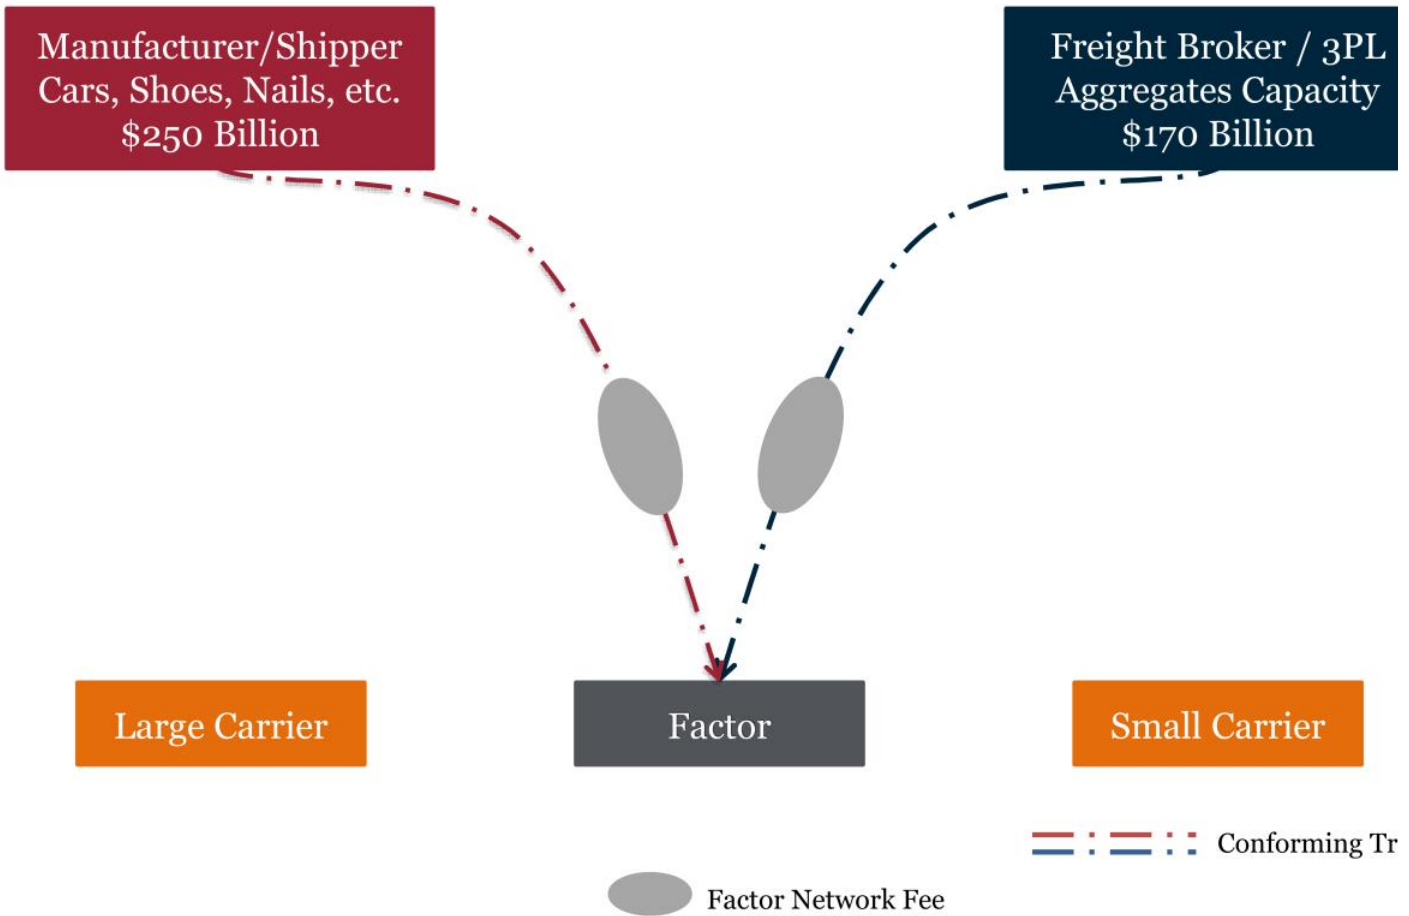 Manufacturer/Shipper
Cars, Shoes, Nails, etc.
$250 Billion
Freight Broker / 3PL
Aggregates Capacity
$170 Billion
Large Carrier
Factor
Small Carrier
Conforming Tr
Factor Network Fee